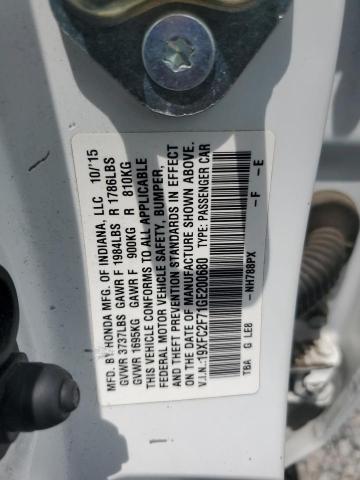 MFD. BY HONDA MFG. OF INDIANA, LLC 10/15
GVWR 3737LBS GAWR F 1984LBS R 1786LBS
GVWR 1695KG GAWR F 900KG R 810KG
THIS VEHICLE CONFORMS TO ALL APPLICABLE
FEDERAL MOTOR VEHICLE SAFETY, BUMPER,
AND THEFT PREVENTION STANDARDS IN EFFECT
ON THE DATE OF MANUFACTURE SHOWN ABOVE.
V.I.N.:19XFC2F71GE200680 TYPE: PASSENGER CAR
NH788PX - F - E
TBA G LE8